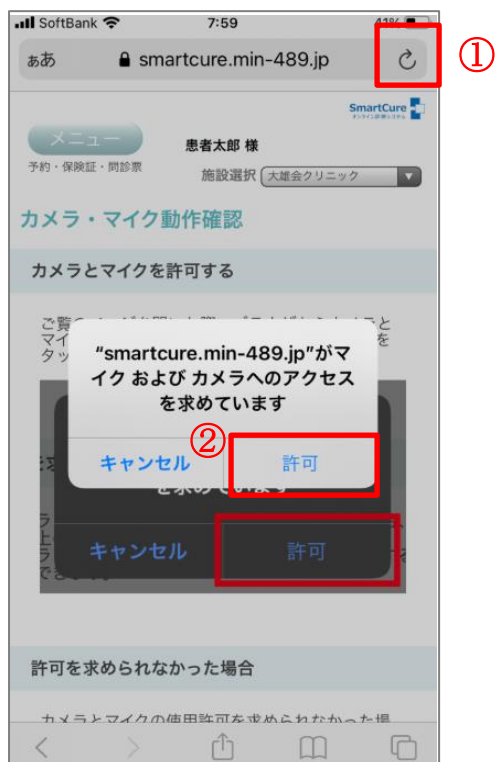 SoftBank 7:59 41%
ぁあ smartcure.min-489.jp
①
SmartCure
オンライン診療システム
メニュー
患者太郎 様
予約・保険証・問診票
施設選択 大雄会クリニック
カメラ・マイク動作確認
カメラとマイクを許可する
"smartcure.min-489.jp"がマ
イク および カメラへのアクセス
を求めています
②
キャンセル 許可
を求めています
キャンセル 許可
許可を求められなかった場合
カメラとマイクの使用許可を求められなかった場